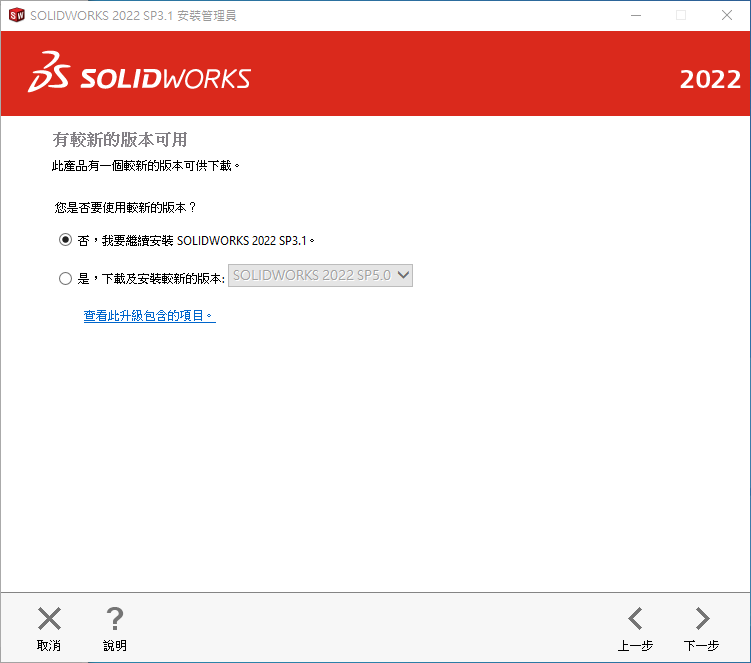 SOLIDWORKS 2022 SP3.1 安裝管理員
SOLIDWORKS
2022
有較新的版本可用
此產品有一個較新的版本可供下載。
您是否要使用較新的版本？
否，我要繼續安裝 SOLIDWORKS 2022 SP3.1。
是，下載及安裝較新的版本: SOLIDWORKS 2022 SP5.0
查看此升級包含的項目。
取消
?
說明
上一步
下一步